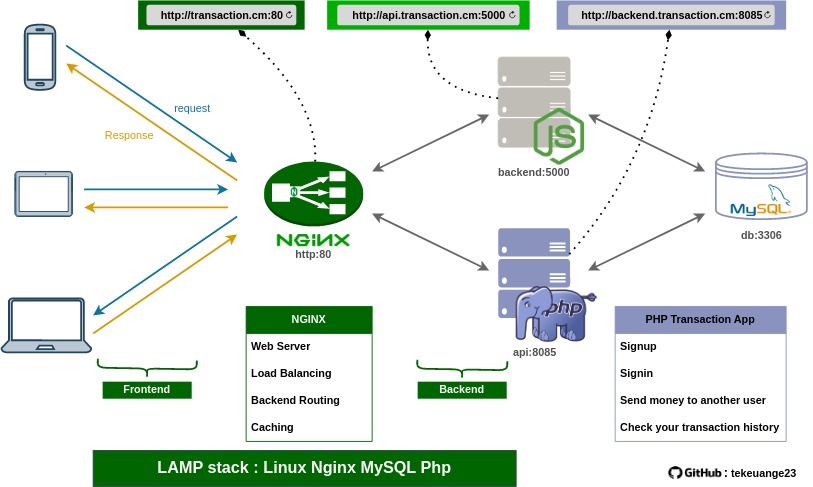 http://transaction.cm:80
http://api.transaction.cm:5000
http://backend.transaction.cm:8085
request
Response
JS
backend:5000
NGINX
http:80
MySQL
db:3306
php
api:8085
Frontend
NGINX
Web Server
Load Balancing
Backend Routing
Caching
Backend
PHP Transaction App
Signup
Signin
Send money to another user
Check your transaction history
LAMP stack : Linux Nginx MySQL Php
GitHub : tekeuange23